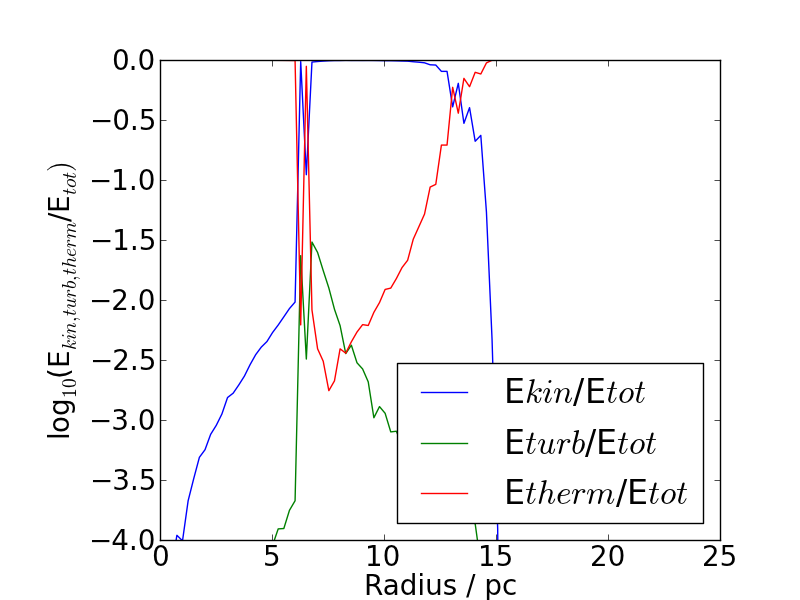 0.0
−0.5
−1.0
−1.5
−2.0
−2.5
−3.0
−3.5
−4.0
log10(Ekin,turb,therm/Etot)
Ekin/Etot
Eturb/Etot
Etherm/Etot
0 5 10 15 20 25
Radius / pc